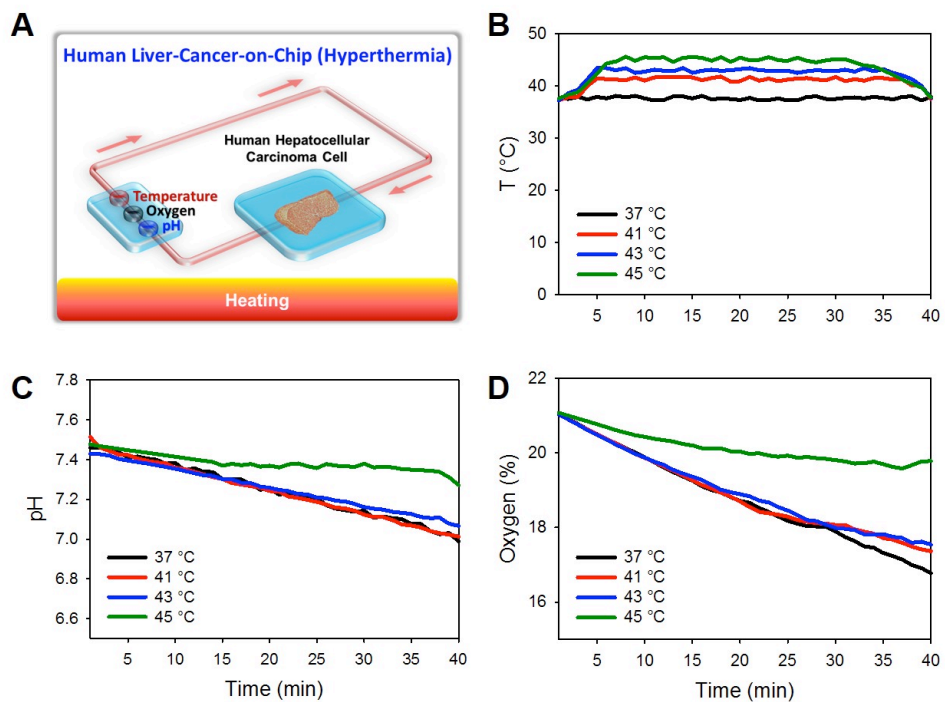 A
Human Liver-Cancer-on-Chip (Hyperthermia)
Human Hepatocellular
Carcinoma Cell
Temperature
Oxygen
pH
Heating
B
50
40
30
20
10
0
T (°C)
37 °C
41 °C
43 °C
45 °C
5 10 15 20 25 30 35 40
C
7.8
7.6
7.4
7.2
7.0
6.8
6.6
pH
37 °C
41 °C
43 °C
45 °C
5 10 15 20 25 30 35 40
Time (min)
D
22
20
18
16
Oxygen (%)
37 °C
41 °C
43 °C
45 °C
5 10 15 20 25 30 35 40
Time (min)